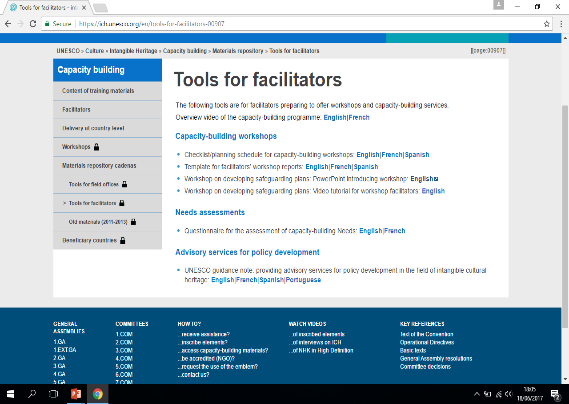 Tools for facilitators - inta
Secure | https://ich.unesco.org/en/tools-for-facilitators-00907
UNESCO » Culture » Intangible Heritage » Capacity building » Materials repository » Tools for facilitators
[[page:00907]]
Capacity building
Content of training materials
Facilitators
Delivery at country level
Workshops
Materials repository cadenas
Tools for field offices
> Tools for facilitators
Old materials (2011-2013)
Beneficiary countries
Tools for facilitators
The following tools are for facilitators preparing to offer workshops and capacity-building services.
Overview video of the capacity-building programme: English|French
Capacity-building workshops
Checklist/planning schedule for capacity-building workshops: English|French|Spanish
Template for facilitators' workshop reports: English|French|Spanish
Workshop on developing safeguarding plans: PowerPoint introducing workshop: English
Workshop on developing safeguarding plans: Video tutorial for workshop facilitators: English
Needs assessments
Questionnaire for the assessment of capacity-building Needs: English|French
Advisory services for policy development
UNESCO guidance note: providing advisory services for policy development in the field of intangible cultural
heritage: English|French|Spanish|Portuguese
GENERAL
ASSEMBLIES
1.GA
1.EXT.GA
2.GA
3.GA
4.GA
5.GA
COMMITTEES
1.COM
2.COM
3.COM
4.COM
5.COM
6.COM
7.COM
HOW TO?
...receive assistance?
...inscribe elements?
...access capacity-building materials?
...be accredited (NGO)?
...request the use of the emblem?
...contact us?
WATCH VIDEOS
...of inscribed elements
...of interviews on ICH
...of NHK in High Definition
KEY REFERENCES
Text of the Convention
Operational Directives
Basic texts
General Assembly resolutions
Committee decisions
18:05
18/06/2017